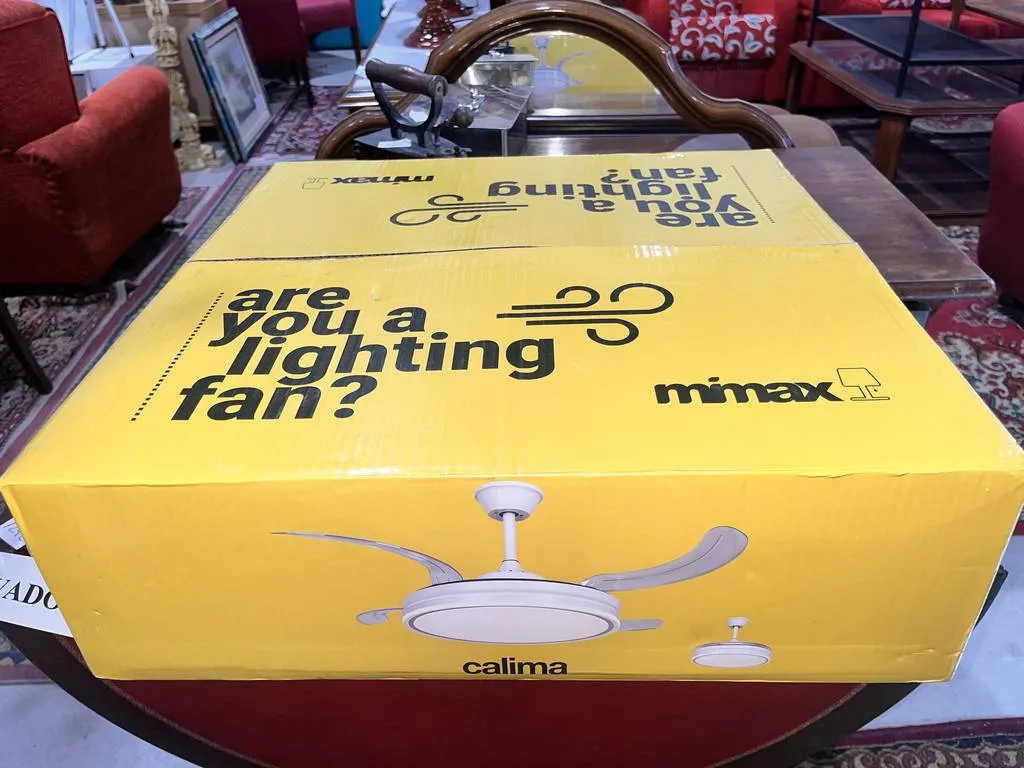 mimax
are
you a
lighting
fan?
are
you a
lighting
fan?
mimax
calima